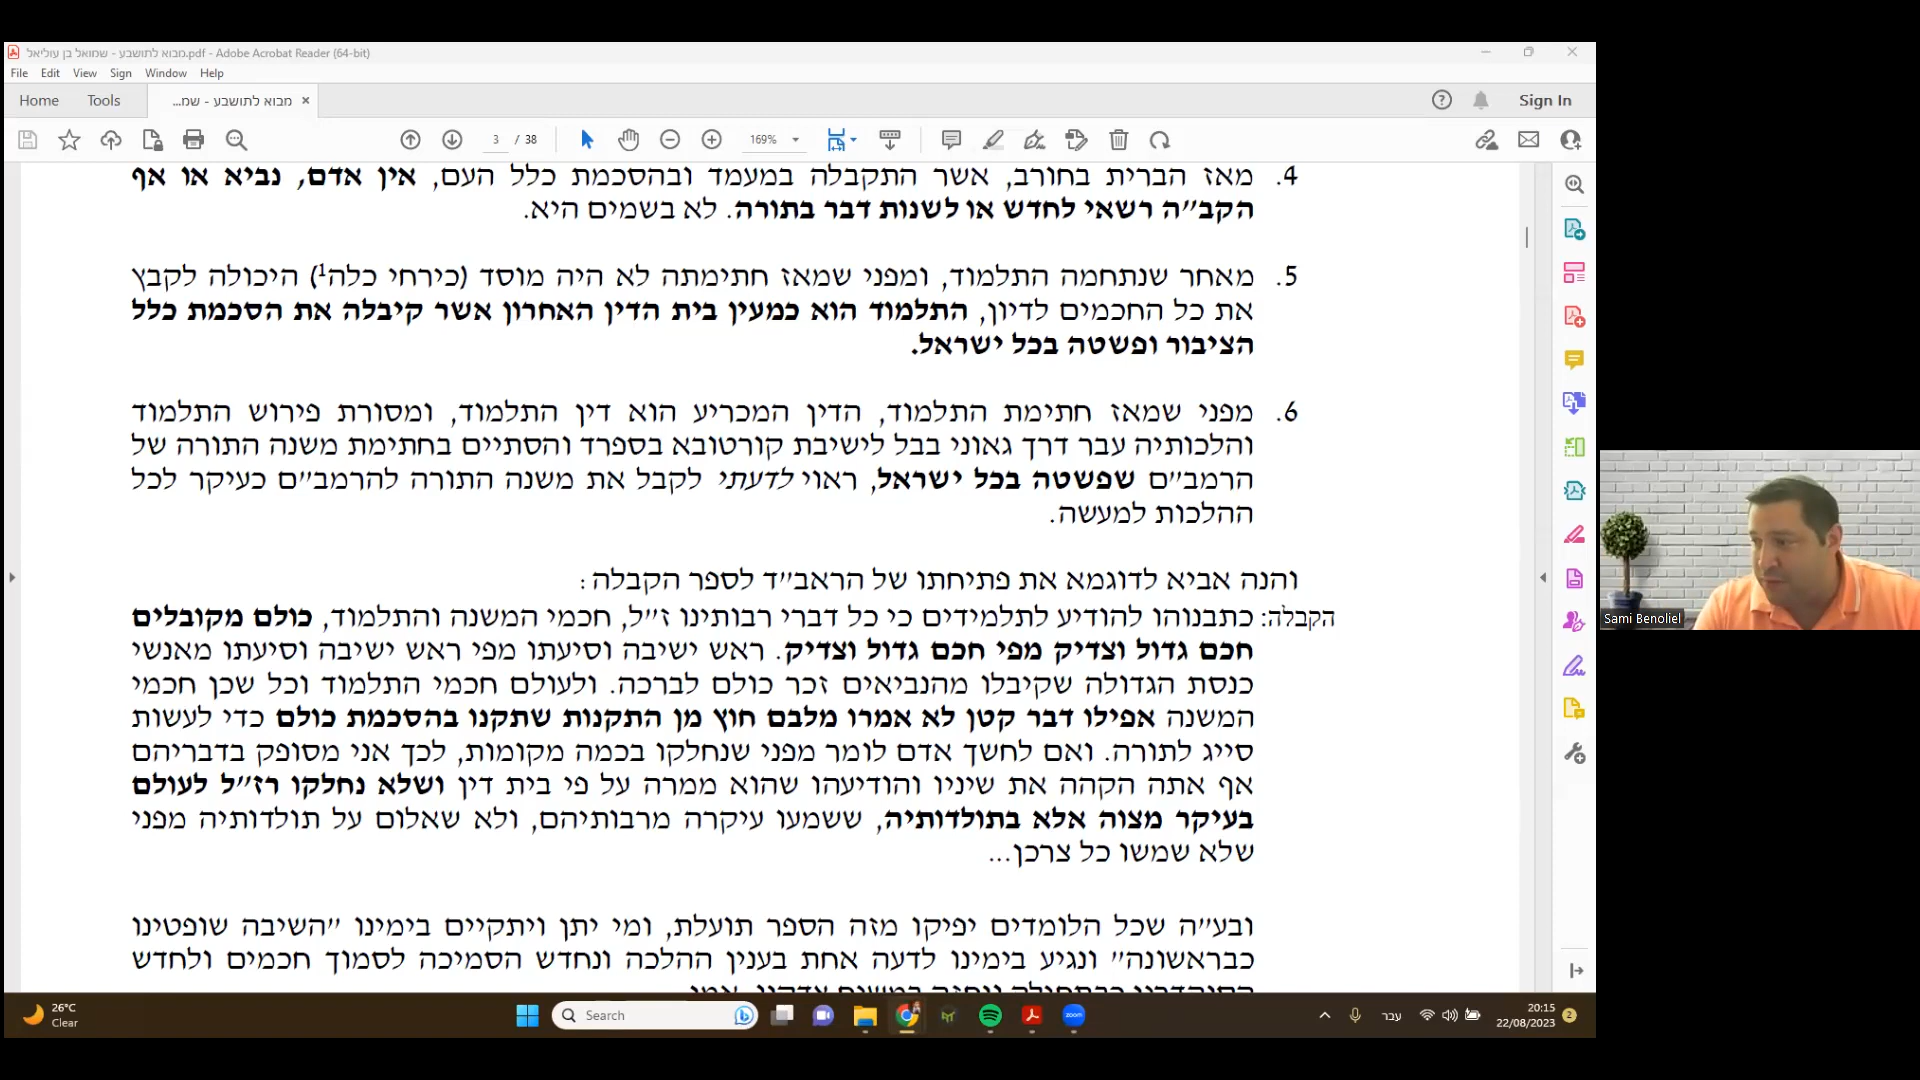 מבוא לתושבע - שמואל בן עוליאל.pdf - Adobe Acrobat Reader (64-bit)
File Edit View Sign Window Help
Home Tools מבוא לתושבע - שמ... × Sign In
3 / 38 169%
4. מאז הברית בחורב, אשר התקבלה במעמד ובהסכמת כלל העם, אין אדם, נביא או אף
הקב״ה רשאי לחדש או לשנות דבר בתורה. לא בשמים היא.
5. מאחר שנתחמה התלמוד, ומפני שמאז חתימתה לא היה מוסד (כירחי כלה1) היכולה לקבץ
את כל החכמים לדיון, התלמוד הוא כמעין בית הדין האחרון אשר קיבלה את הסכמת כלל
הציבור ופשטה בכל ישראל.
6. מפני שמאז חתימת התלמוד, הדין המכריע הוא דין התלמוד, ומסורת פירוש התלמוד
והלכותיה עבר דרך גאוני בבל לישיבת קורטובא בספרד והסתיים בחתימת משנה התורה של
הרמב״ם שפשטה בכל ישראל, ראוי לדעתי לקבל את משנה התורה להרמב״ם כעיקר לכל
ההלכות למעשה.
והנה אביא לדוגמא את פתיחתו של הראב״ד לספר הקבלה:
הקבלה: כתבנוהו להודיע לתלמידים כי כל דברי רבותינו ז״ל, חכמי המשנה והתלמוד, כולם מקובלים
חכם גדול וצדיק מפי חכם גדול וצדיק. ראש ישיבה וסיעתו מפי ראש ישיבה וסיעתו מאנשי
כנסת הגדולה שקיבלו מהנביאים זכר כולם לברכה. ולעולם חכמי התלמוד וכל שכן חכמי
המשנה אפילו דבר קטן לא אמרו מלבם חוץ מן התקנות שתקנו בהסכמת כולם כדי לעשות
סייג לתורה. ואם לחשך אדם לומר מפני שנחלקו בכמה מקומות, לכך אני מסופק בדבריהם
אף אתה הקהה את שיניו והודיעהו שהוא ממרה על פי בית דין ושלא נחלקו רז״ל לעולם
בעיקר מצוה אלא בתולדותיה, ששמעו עיקרה מרבותיהם, ולא שאלום על תולדותיה מפני
שלא שמשו כל צרכן...
ובע״ה שכל הלומדים יפיקו מזה הספר תועלת, ומי יתן ויתקיים בימינו ״השיבה שופטינו
כבראשונה״ ונגיע בימינו לדעה אחת בענין ההלכה ונחדש הסמיכה לסמוך חכמים ולחדש
Sami Benoliel
26°C
Clear
Search
zoom
עבר
20:15
22/08/2023
2